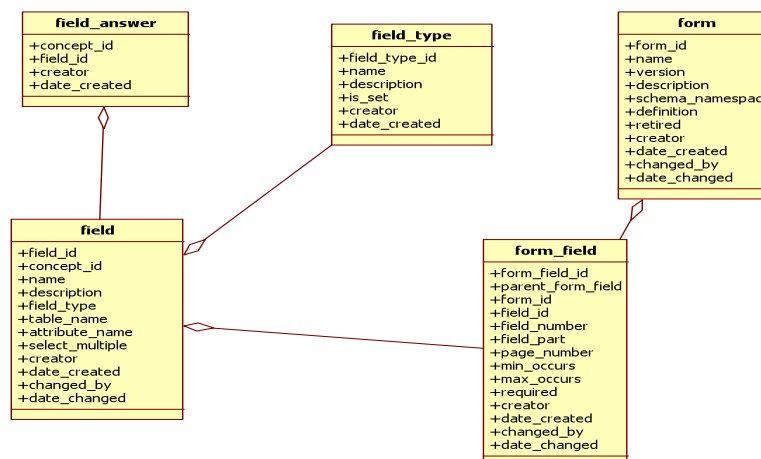 field_answer
+concept_id
+field_id
+creator
+date_created
field_type
+field_type_id
+name
+description
+is_set
+creator
+date_created
form
+form_id
+name
+version
+description
+schema_namespac
+definition
+retired
+creator
+date_created
+changed_by
+date_changed
field
+field_id
+concept_id
+name
+description
+field_type
+table_name
+attribute_name
+select_multiple
+creator
+date_created
+changed_by
+date_changed
form_field
+form_field_id
+parent_form_field
+form_id
+field_id
+field_number
+field_part
+page_number
+min_occurs
+max_occurs
+required
+creator
+date_created
+changed_by
+date_changed